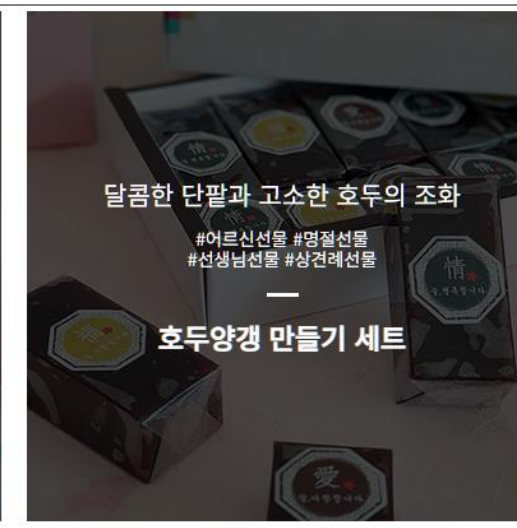 달콤한 단팥과 고소한 호두의 조화
#어르신선물 #명절선물
#선생님선물 #상견례선물
호두양갱 만들기 세트
情
情
福
愛